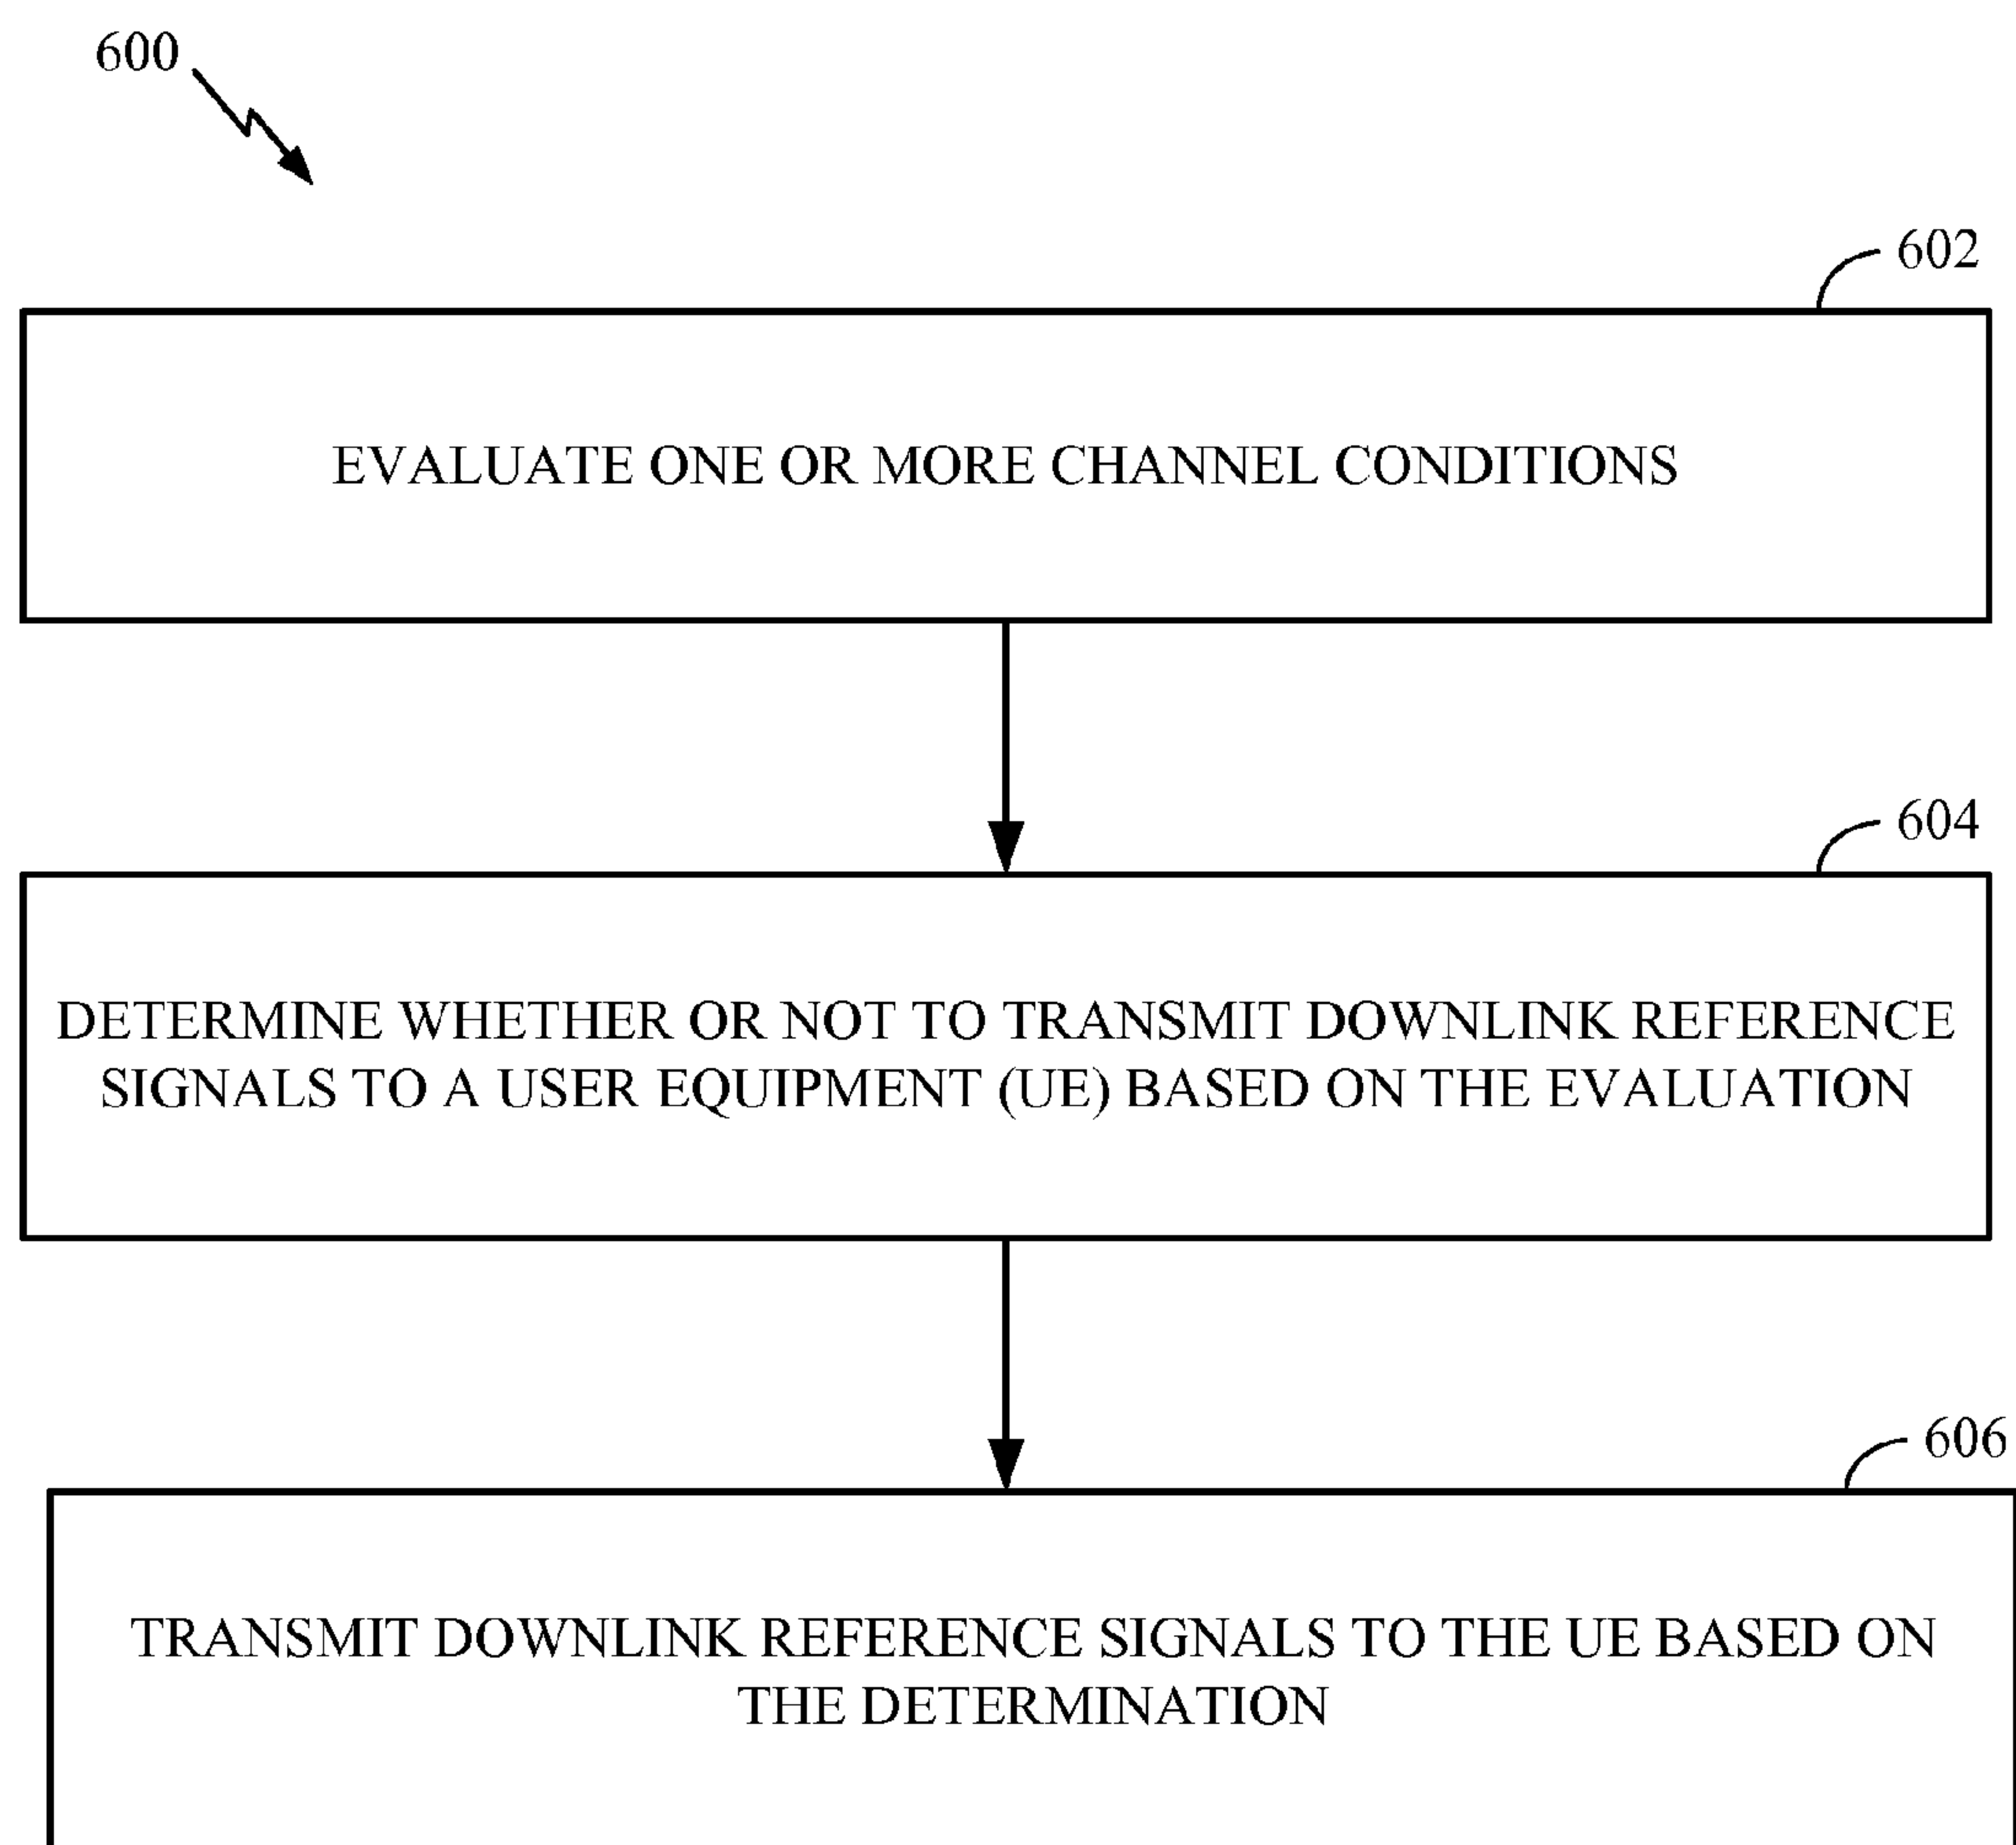 600
602
EVALUATE ONE OR MORE CHANNEL CONDITIONS
604
DETERMINE WHETHER OR NOT TO TRANSMIT DOWNLINK REFERENCE
SIGNALS TO A USER EQUIPMENT (UE) BASED ON THE EVALUATION
606
TRANSMIT DOWNLINK REFERENCE SIGNALS TO THE UE BASED ON
THE DETERMINATION